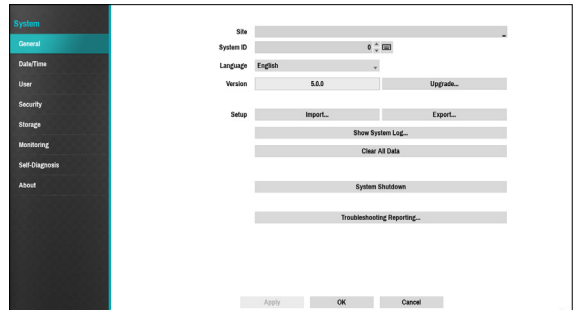 System
General
Date/Time
User
Security
Storage
Monitoring
Self-Diagnosis
About
Site
System ID 0
Language English
Version 5.0.0 Upgrade...
Setup Import... Export...
Show System Log...
Clear All Data
System Shutdown
Troubleshooting Reporting...
Apply OK Cancel